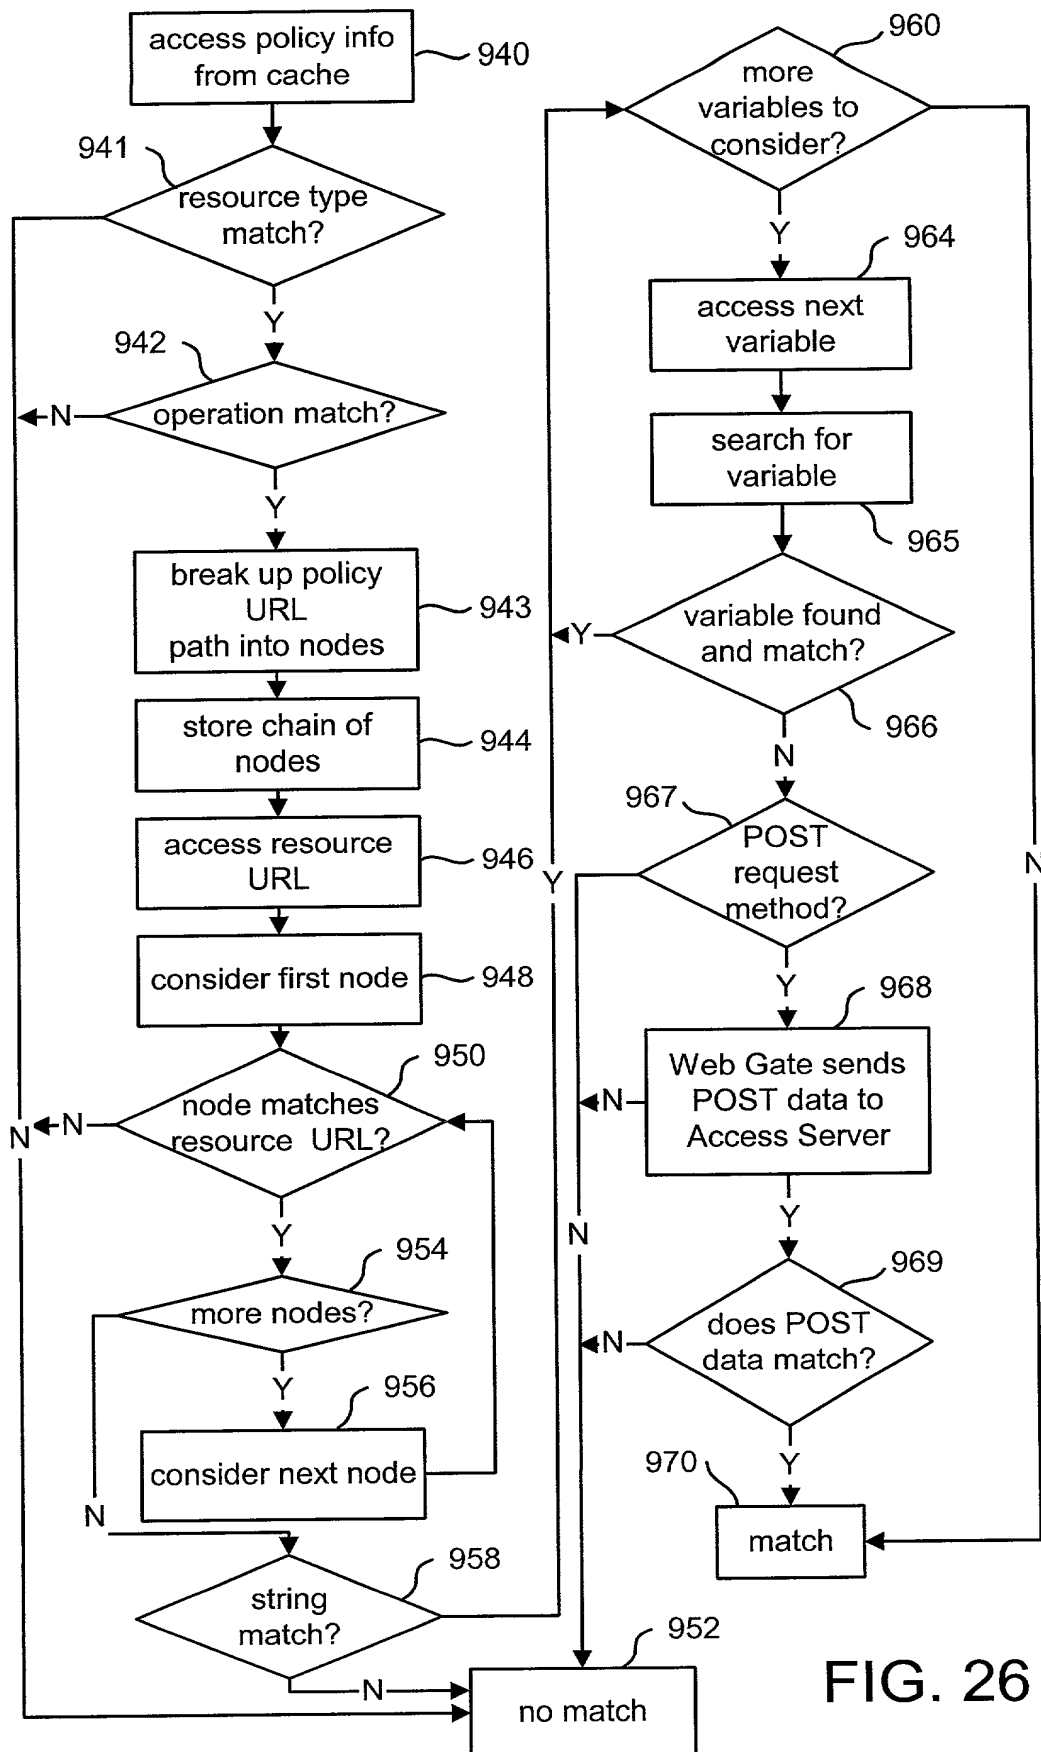 access policy info
from cache
940
941
resource type
match?
Y
942
operation match?
N
Y
break up policy
URL
path into nodes
943
store chain of
nodes
944
access resource
URL
946
consider first node
948
950
node matches
resource URL?
N
N
Y
954
more nodes?
Y
956
consider next node
N
958
string
match?
N
Y
960
more
variables to
consider?
Y
N
964
access next
variable
search for
variable
965
variable found
and match?
Y
966
N
967
POST
request
method?
Y
968
Web Gate sends
POST data to
Access Server
N
Y
N
969
does POST
data match?
N
Y
970
match
952
no match
FIG. 26